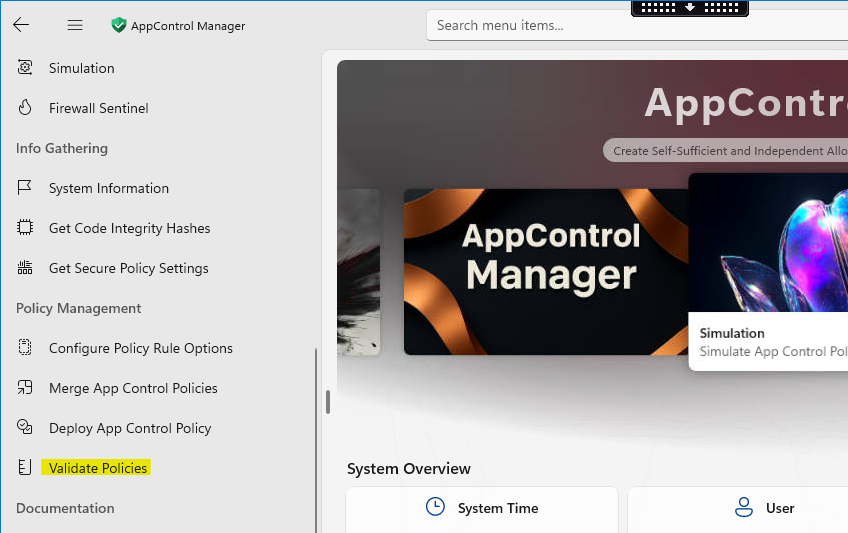 AppControl Manager
Search menu items...
Simulation
Firewall Sentinel
Info Gathering
System Information
Get Code Integrity Hashes
Get Secure Policy Settings
Policy Management
Configure Policy Rule Options
Merge App Control Policies
Deploy App Control Policy
Validate Policies
Documentation
AppContr
Create Self-Sufficient and Independent Allo
AppControl
Manager
Simulation
Simulate App Control Pol
System Overview
System Time
User